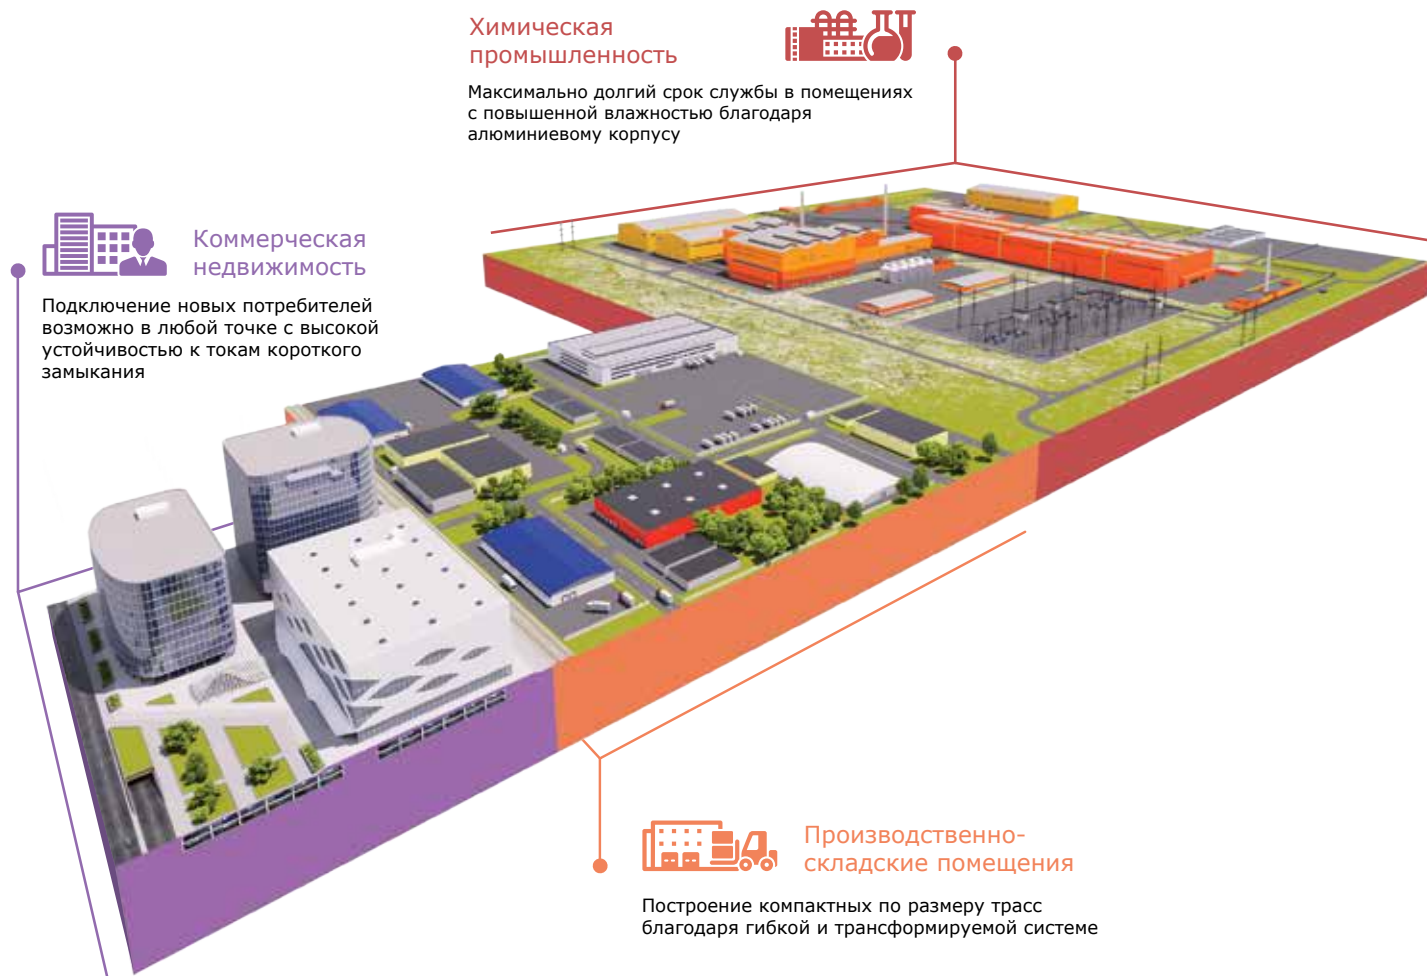 Химическая
промышленность
Максимально долгий срок службы в помещениях
с повышенной влажностью благодаря
алюминиевому корпусу
Коммерческая
недвижимость
Подключение новых потребителей
возможно в любой точке с высокой
устойчивостью к токам короткого
замыкания
Производственно-
складские помещения
Построение компактных по размеру трасс
благодаря гибкой и трансформируемой системе